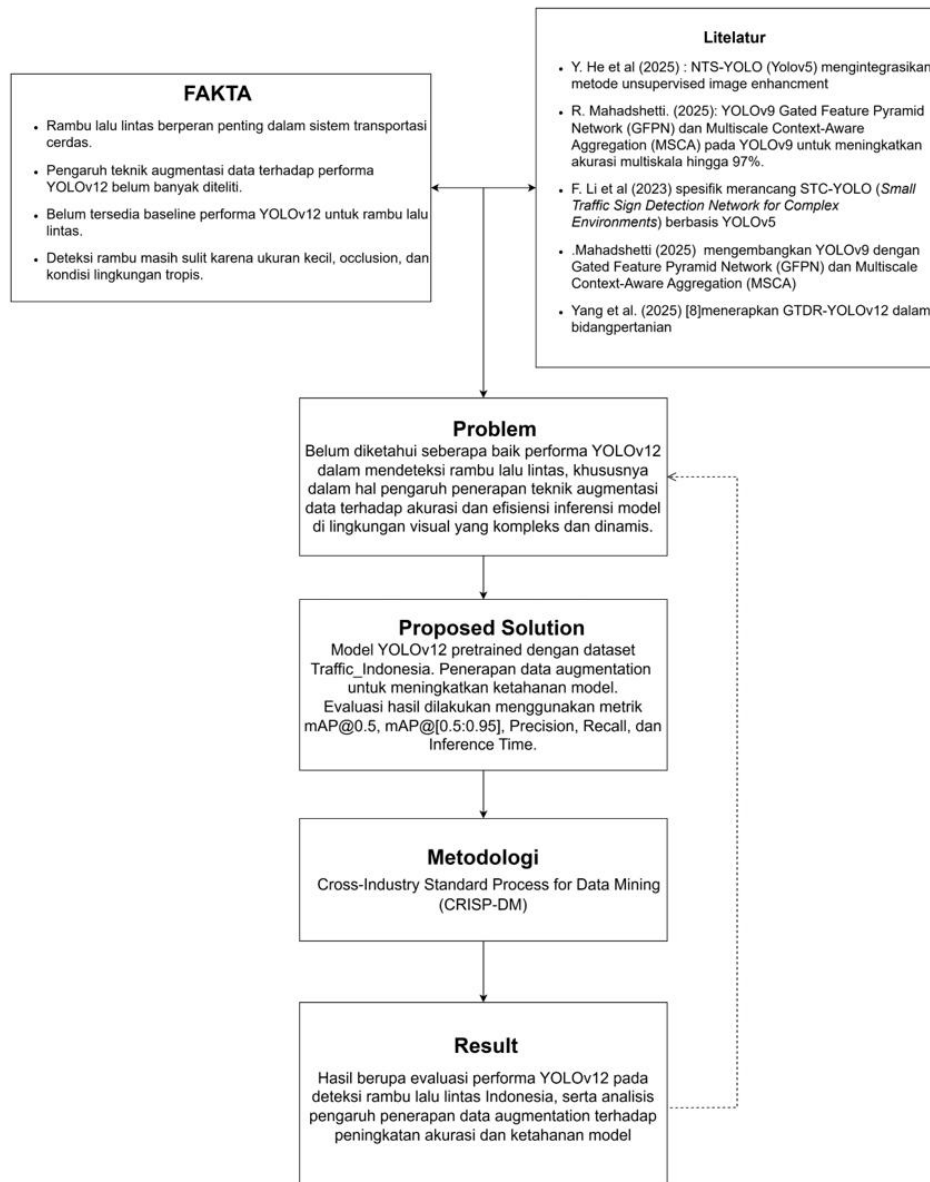 FAKTA
• Rambu lalu lintas berperan penting dalam sistem transportasi
cerdas.
• Pengaruh teknik augmentasi data terhadap performa
YOLOv12 belum banyak diteliti.
• Belum tersedia baseline performa YOLOv12 untuk rambu lalu
lintas.
• Deteksi rambu masih sulit karena ukuran kecil, occlusion, dan
kondisi lingkungan tropis.
Litelatur
• Y. He et al (2025) : NTS-YOLO (Yolov5) mengintegrasikan
metode unsupervised image enhancment
• R. Mahadshetti. (2025): YOLOv9 Gated Feature Pyramid
Network (GFPN) dan Multiscale Context-Aware
Aggregation (MSCA) pada YOLOv9 untuk meningkatkan
akurasi multiskala hingga 97%.
• F. Li et al (2023) spesifik merancang STC-YOLO (Small
Traffic Sign Detection Network for Complex
Environments) berbasis YOLOv5
• .Mahadshetti (2025) mengembangkan YOLOv9 dengan
Gated Feature Pyramid Network (GFPN) dan Multiscale
Context-Aware Aggregation (MSCA)
• Yang et al. (2025) [8]menerapkan GTDR-YOLOv12 dalam
bidangpertanian
Problem
Belum diketahui seberapa baik performa YOLOv12
dalam mendeteksi rambu lalu lintas, khususnya
dalam hal pengaruh penerapan teknik augmentasi
data terhadap akurasi dan efisiensi inferensi model
di lingkungan visual yang kompleks dan dinamis.
Proposed Solution
Model YOLOv12 pretrained dengan dataset
Traffic_Indonesia. Penerapan data augmentation
untuk meningkatkan ketahanan model.
Evaluasi hasil dilakukan menggunakan metrik
mAP@0.5, mAP@[0.5:0.95], Precision, Recall, dan
Inference Time.
Metodologi
Cross-Industry Standard Process for Data Mining
(CRISP-DM)
Result
Hasil berupa evaluasi performa YOLOv12 pada
deteksi rambu lalu lintas Indonesia, serta analisis
pengaruh penerapan data augmentation terhadap
peningkatan akurasi dan ketahanan model